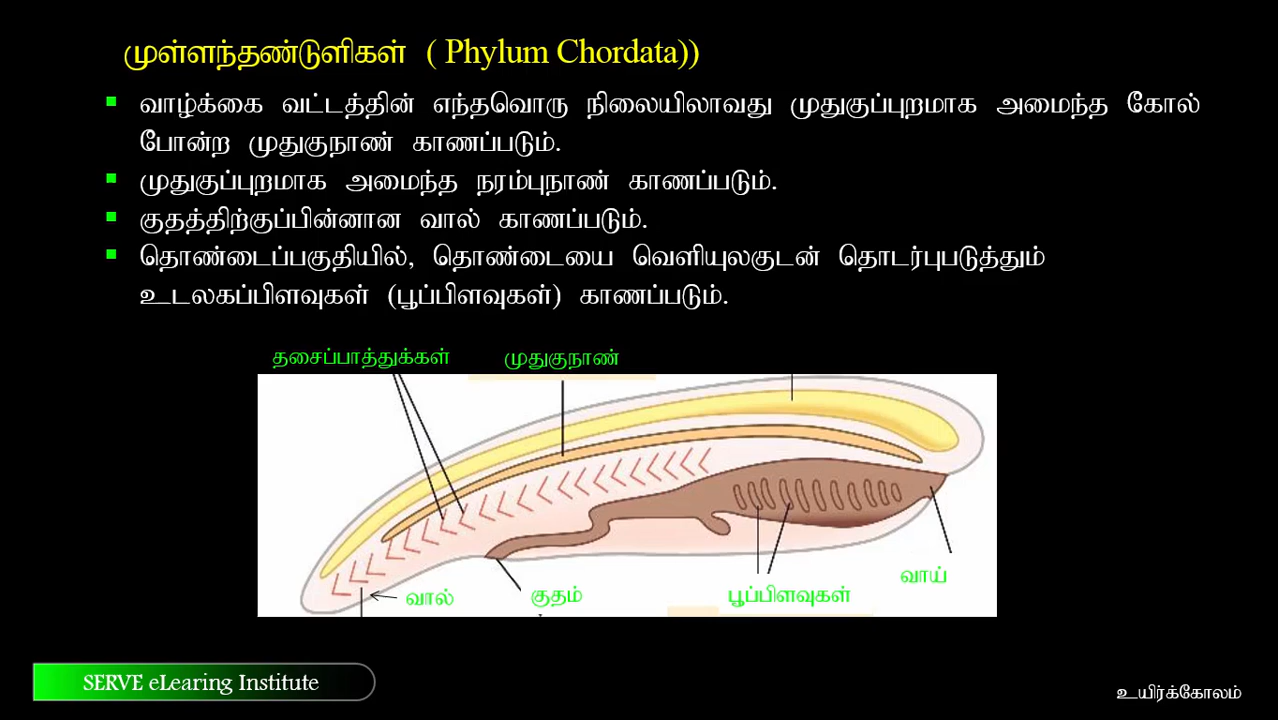 முள்ளந்தண்டுளிகள் ( Phylum Chordata))
▪ வாழ்க்கை வட்டத்தின் எந்தவொரு நிலையிலாவது முதுகுப்புறமாக அமைந்த கோல்
போன்ற முதுகுநாண் காணப்படும்.
▪ முதுகுப்புறமாக அமைந்த நரம்புநாண் காணப்படும்.
▪ குதத்திற்குப்பின்னான வால் காணப்படும்.
▪ தொண்டைப்பகுதியில், தொண்டையை வெளியுலகுடன் தொடர்புபடுத்தும்
உடலகப்பிளவுகள் (பூப்பிளவுகள்) காணப்படும்.
தசைப்பாத்துக்கள் முதுகுநாண்
வாய்
வால் குதம் பூப்பிளவுகள்
SERVE eLearing Institute
உயிர்க்கோலம்